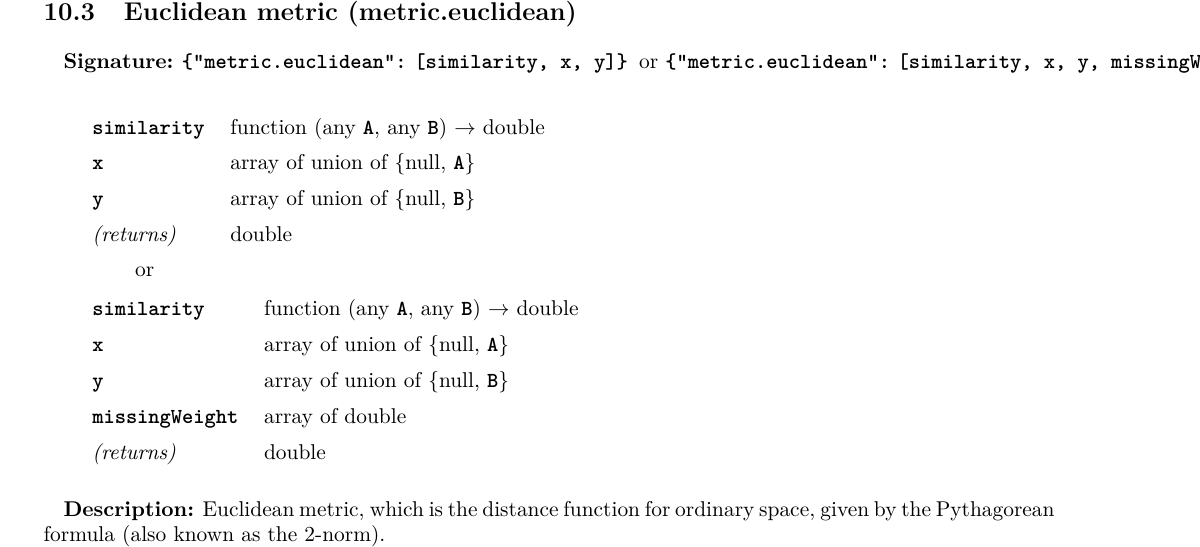 10.3 Euclidean metric (metric.euclidean)
Signature: {"metric.euclidean": [similarity, x, y]} or {"metric.euclidean": [similarity, x, y, missingW
similarity function (any A, any B) → double
x array of union of {null, A}
y array of union of {null, B}
(returns) double
or
similarity function (any A, any B) → double
x array of union of {null, A}
y array of union of {null, B}
missingWeight array of double
(returns) double
Description: Euclidean metric, which is the distance function for ordinary space, given by the Pythagorean
formula (also known as the 2-norm).